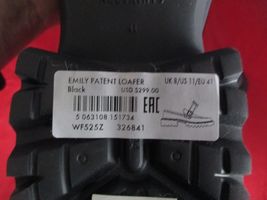 EMILY PATENT LOAFER
UK 8/US 11/EU 41
Black
USD $299.00
5 063108 151734
EAC
WF525Z
326841